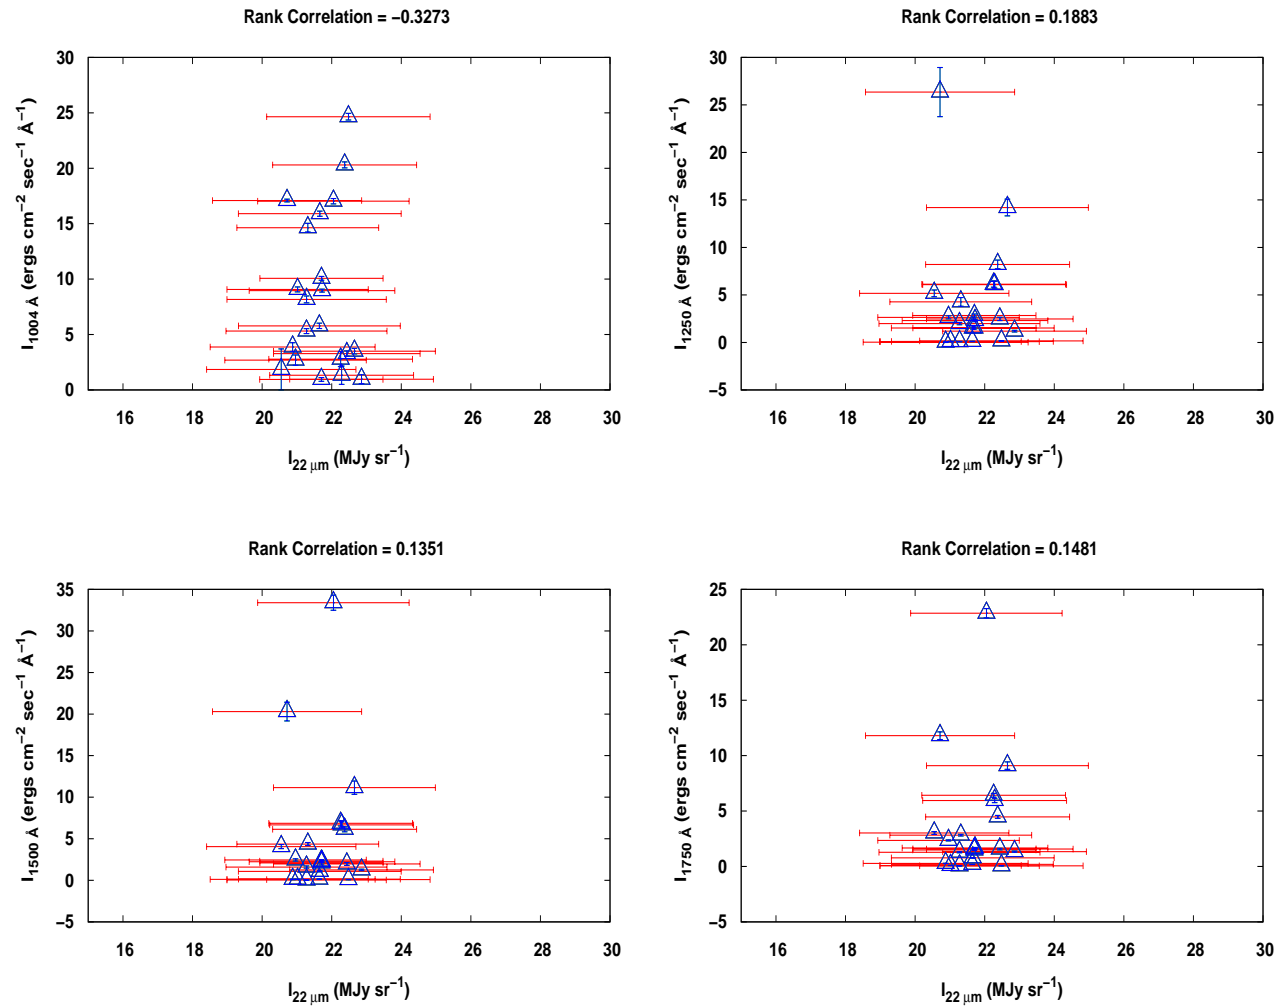 Rank Correlation = −0.3273
I1004 Å (ergs cm−2 sec−1 Å−1)
30
25
20
15
10
5
0
16 18 20 22 24 26 28 30
I22 μm (MJy sr−1)
Rank Correlation = 0.1883
I1250 Å (ergs cm−2 sec−1 Å−1)
30
25
20
15
10
5
0
−5
16 18 20 22 24 26 28 30
I22 μm (MJy sr−1)
Rank Correlation = 0.1351
I1500 Å (ergs cm−2 sec−1 Å−1)
35
30
25
20
15
10
5
0
−5
16 18 20 22 24 26 28 30
I22 μm (MJy sr−1)
Rank Correlation = 0.1481
I1750 Å (ergs cm−2 sec−1 Å−1)
25
20
15
10
5
0
−5
16 18 20 22 24 26 28 30
I22 μm (MJy sr−1)